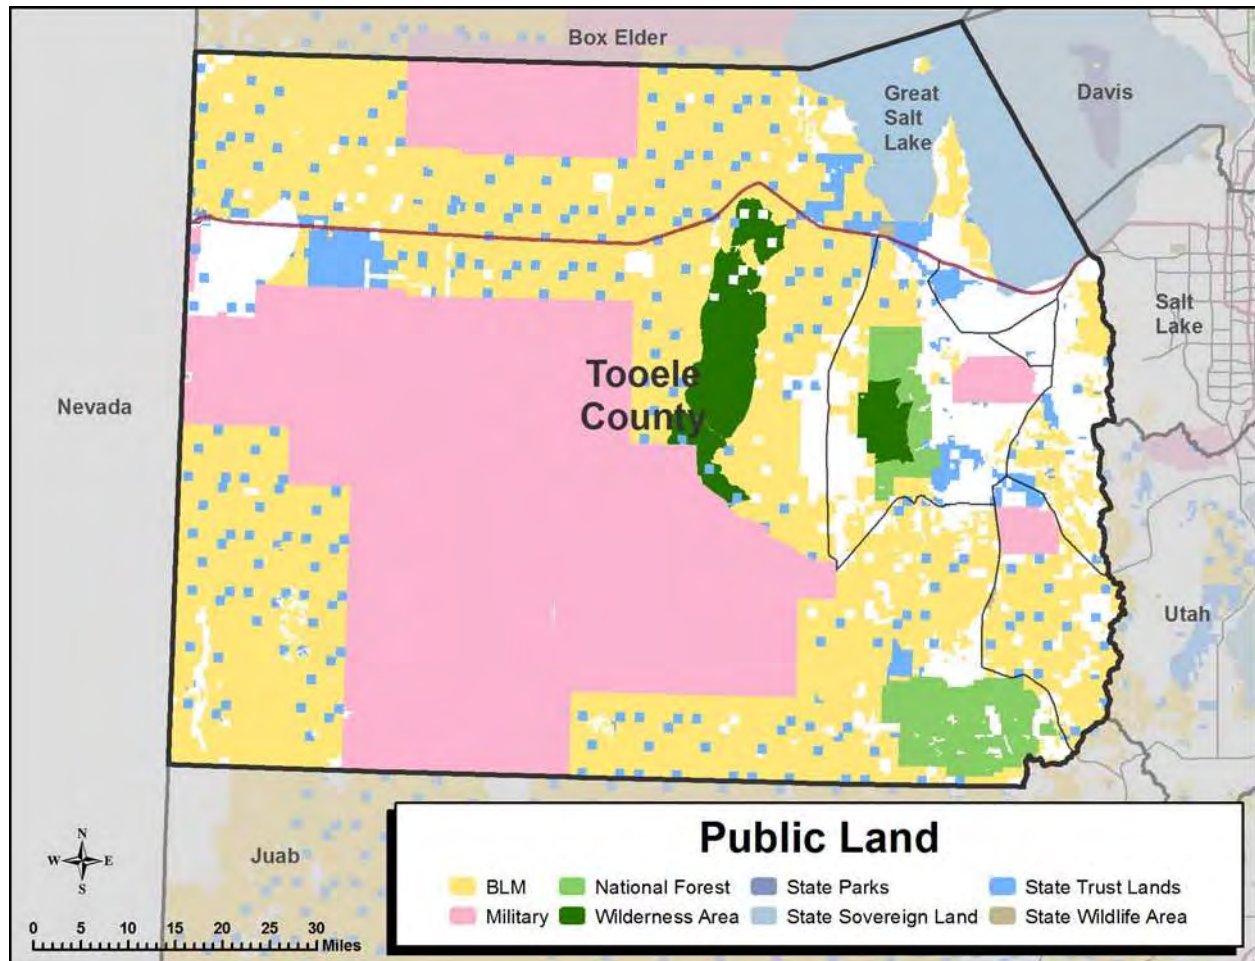 Box Elder
Great
Salt
Lake
Davis
Salt
Lake
Nevada
Tooele
County
Utah
Juab
N
W E
S
0 5 10 15 20 25 30
Miles
Public Land
BLM National Forest State Parks State Trust Lands
Military Wilderness Area State Sovereign Land State Wildlife Area